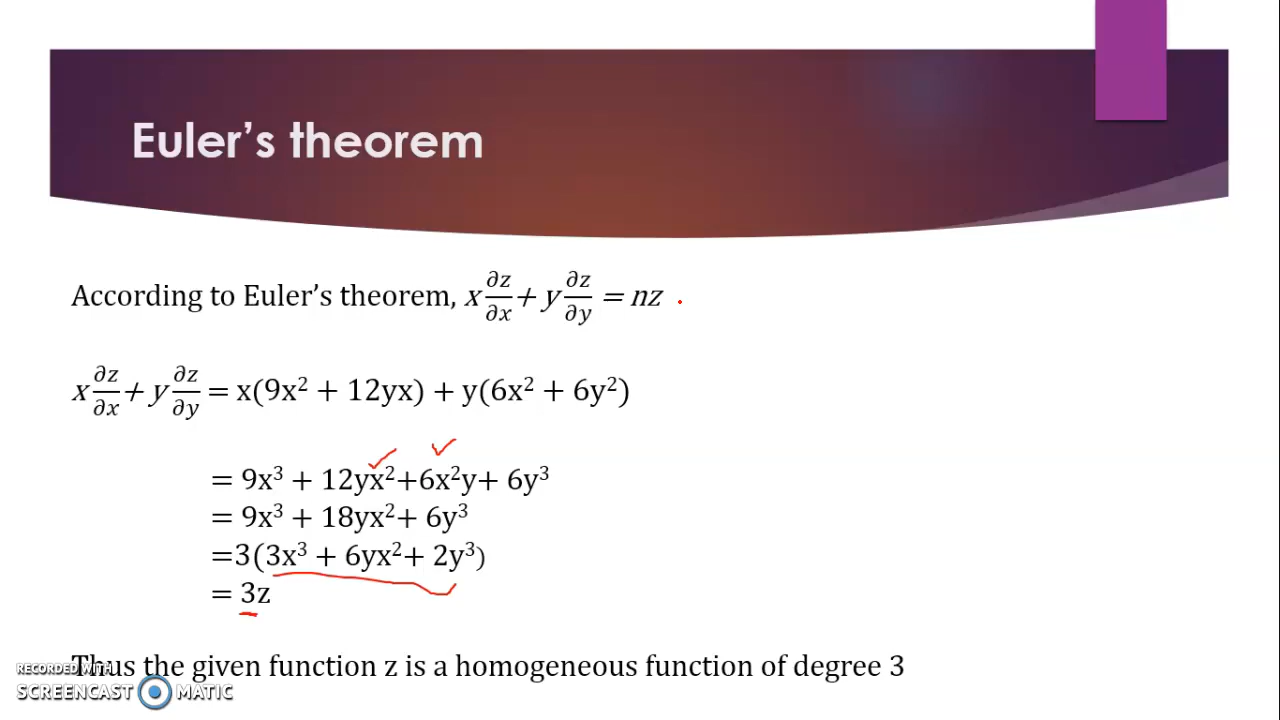 Euler's theorem
According to Euler's theorem, x ∂z/∂x + y ∂z/∂y = nz
x ∂z/∂x + y ∂z/∂y = x(9x² + 12yx) + y(6x² + 6y²)
= 9x³ + 12yx²+6x²y+ 6y³
= 9x³ + 18yx²+ 6y³
=3(3x³ + 6yx²+ 2y³)
= 3z
Thus the given function z is a homogeneous function of degree 3
RECORDED WITH
SCREENCAST MATIC